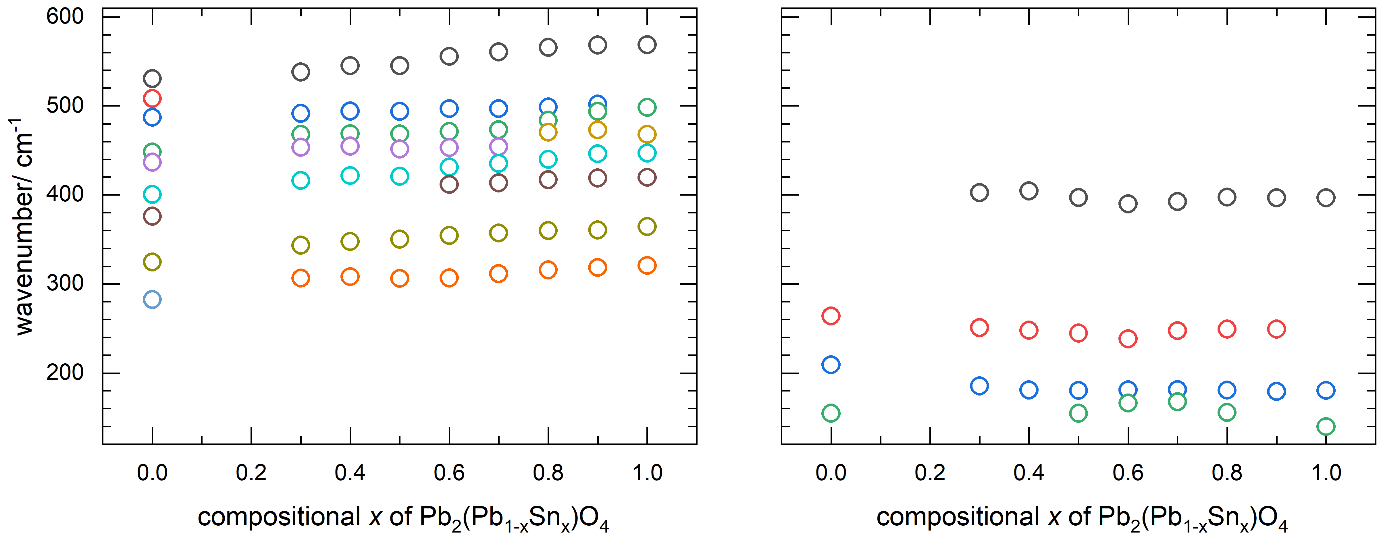 600
500
400
300
200
wavenumber/ cm⁻¹
0.0 0.2 0.4 0.6 0.8 1.0
compositional x of Pb₂(Pb₁₋ₓSnₓ)O₄
0.0 0.2 0.4 0.6 0.8 1.0
compositional x of Pb₂(Pb₁₋ₓSnₓ)O₄